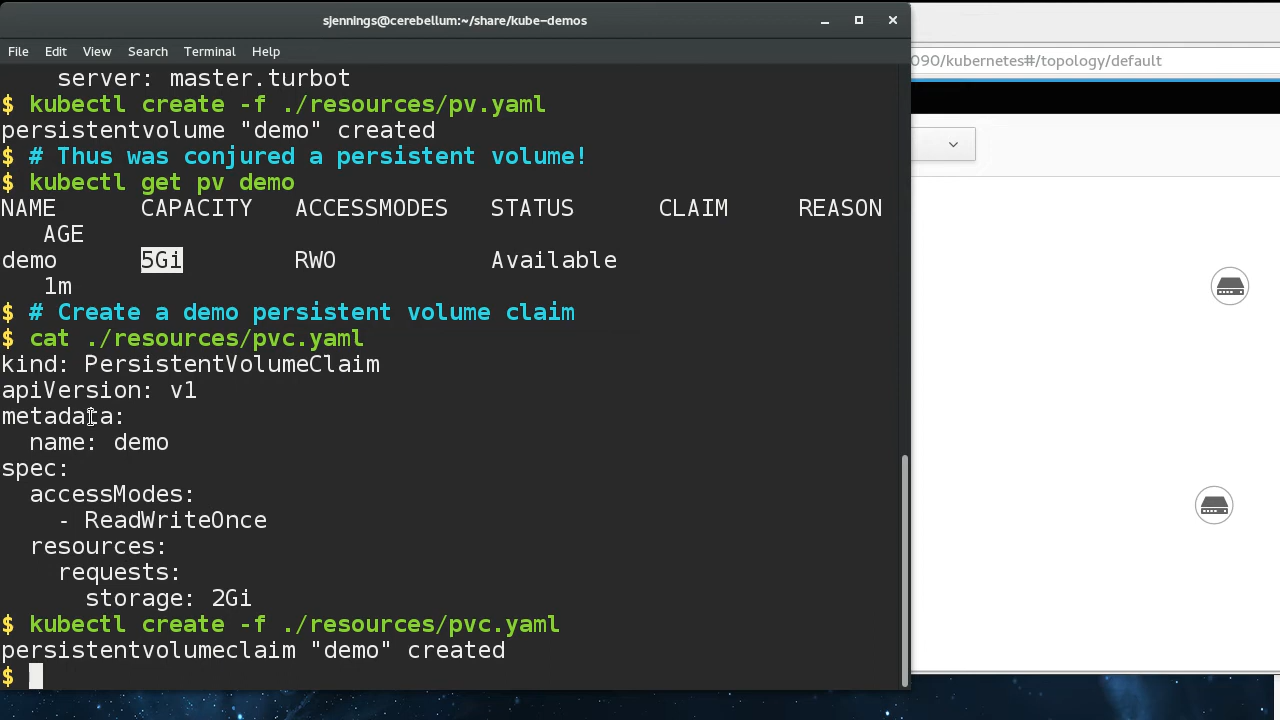 sjennings@cerebellum:~/share/kube-demos
File Edit View Search Terminal Help
090/kubernetes#/topology/default
server: master.turbot
$ kubectl create -f ./resources/pv.yaml
persistentvolume "demo" created
$ # Thus was conjured a persistent volume!
$ kubectl get pv demo
NAME CAPACITY ACCESSMODES STATUS CLAIM REASON
AGE
demo 5Gi RWO Available
1m
$ # Create a demo persistent volume claim
$ cat ./resources/pvc.yaml
kind: PersistentVolumeClaim
apiVersion: v1
metadata:
name: demo
spec:
accessModes:
- ReadWriteOnce
resources:
requests:
storage: 2Gi
$ kubectl create -f ./resources/pvc.yaml
persistentvolumeclaim "demo" created
$